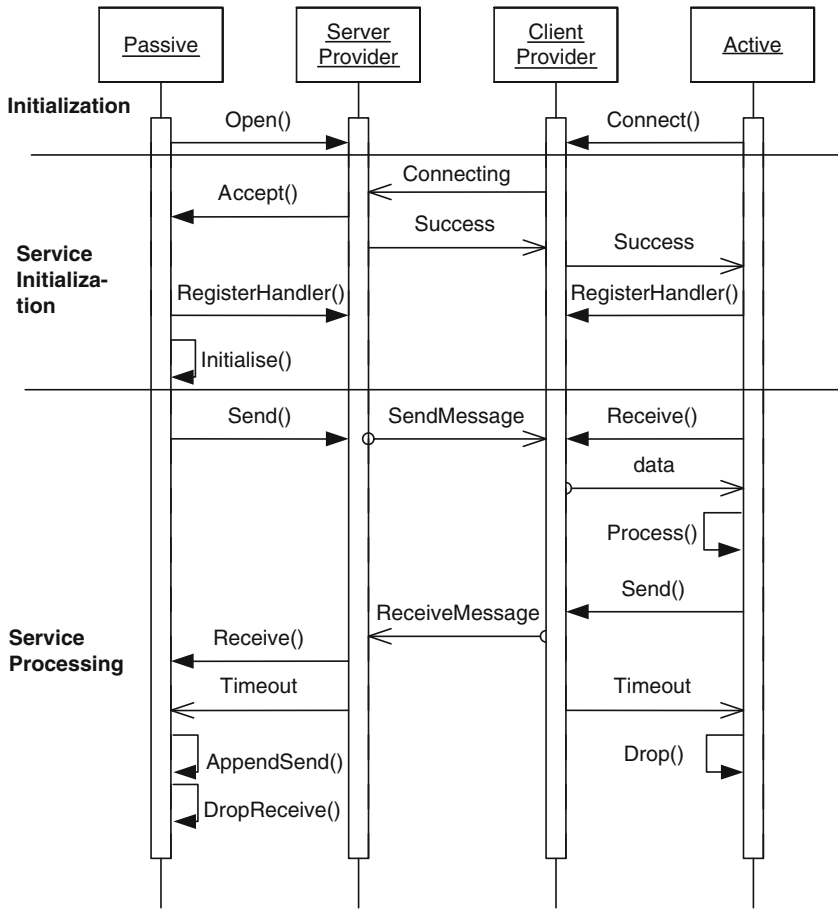 Passive
Server
Provider
Client
Provider
Active
Initialization
Open()
Connect()
Connecting
Accept()
Success
Success
Service
Initializa-
tion
RegisterHandler()
RegisterHandler()
Initialise()
Send()
SendMessage
Receive()
data
Process()
Send()
ReceiveMessage
Service
Processing
Receive()
Timeout
Timeout
AppendSend()
Drop()
DropReceive()